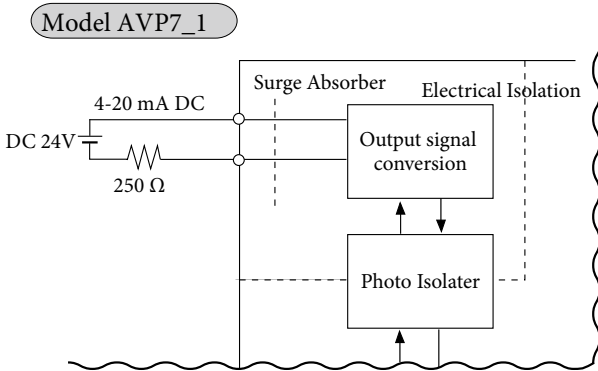 Model AVP7_1
Surge Absorber
Electrical Isolation
4-20 mA DC
DC 24V
250 Ω
Output signal
conversion
Photo Isolater